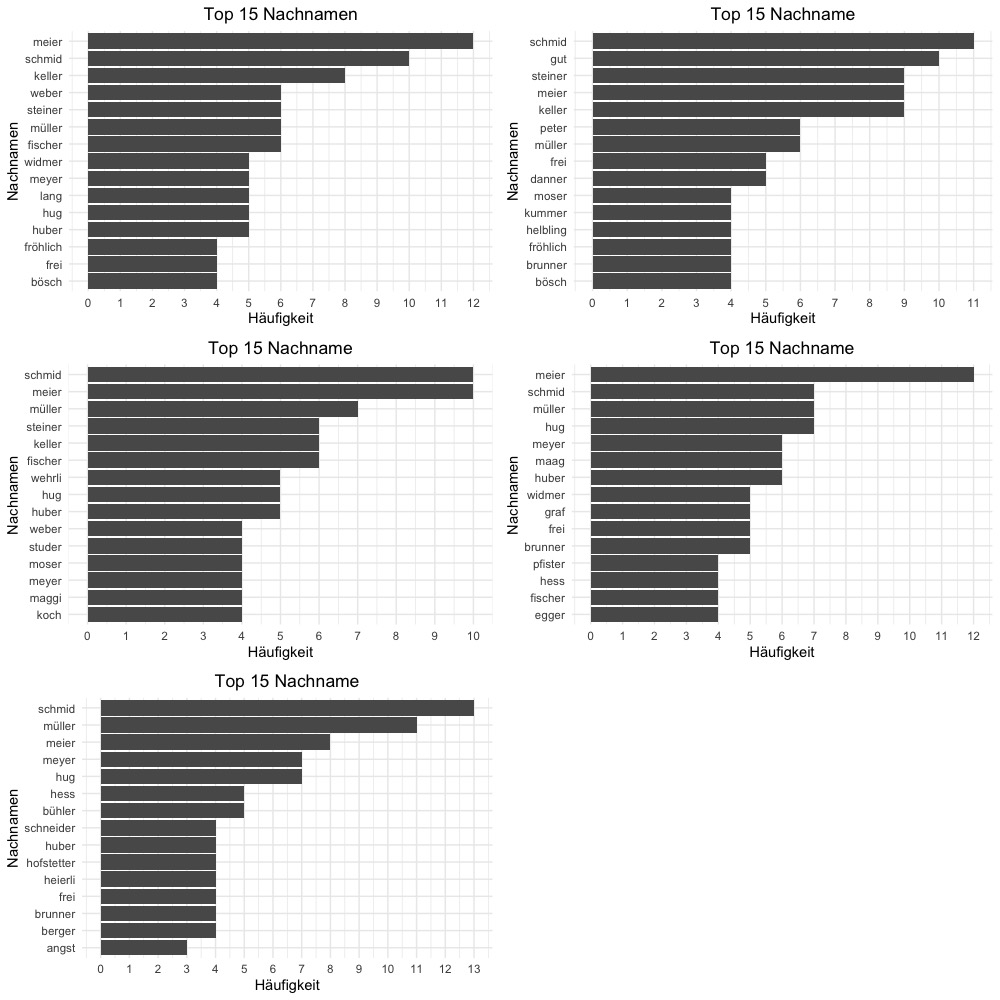 Top 15 Nachnamen
Nachnamen
meier
schmid
keller
weber
steiner
müller
fischer
widmer
meyer
lang
hug
huber
fröhlich
frei
bösch
0 1 2 3 4 5 6 7 8 9 10 11 12
Häufigkeit
Top 15 Nachname
Nachnamen
schmid
gut
steiner
meier
keller
peter
müller
frei
danner
moser
kummer
helbling
fröhlich
brunner
bösch
0 1 2 3 4 5 6 7 8 9 10 11
Häufigkeit
Top 15 Nachname
Nachnamen
schmid
meier
müller
steiner
keller
fischer
wehrli
hug
huber
weber
studer
moser
meyer
maggi
koch
0 1 2 3 4 5 6 7 8 9 10
Häufigkeit
Top 15 Nachname
Nachnamen
meier
schmid
müller
hug
meyer
maag
huber
widmer
graf
frei
brunner
pfister
hess
fischer
egger
0 1 2 3 4 5 6 7 8 9 10 11 12
Häufigkeit
Top 15 Nachname
Nachnamen
schmid
müller
meier
meyer
hug
hess
bühler
schneider
huber
hofstetter
heierli
frei
brunner
berger
angst
0 1 2 3 4 5 6 7 8 9 10 11 12 13
Häufigkeit